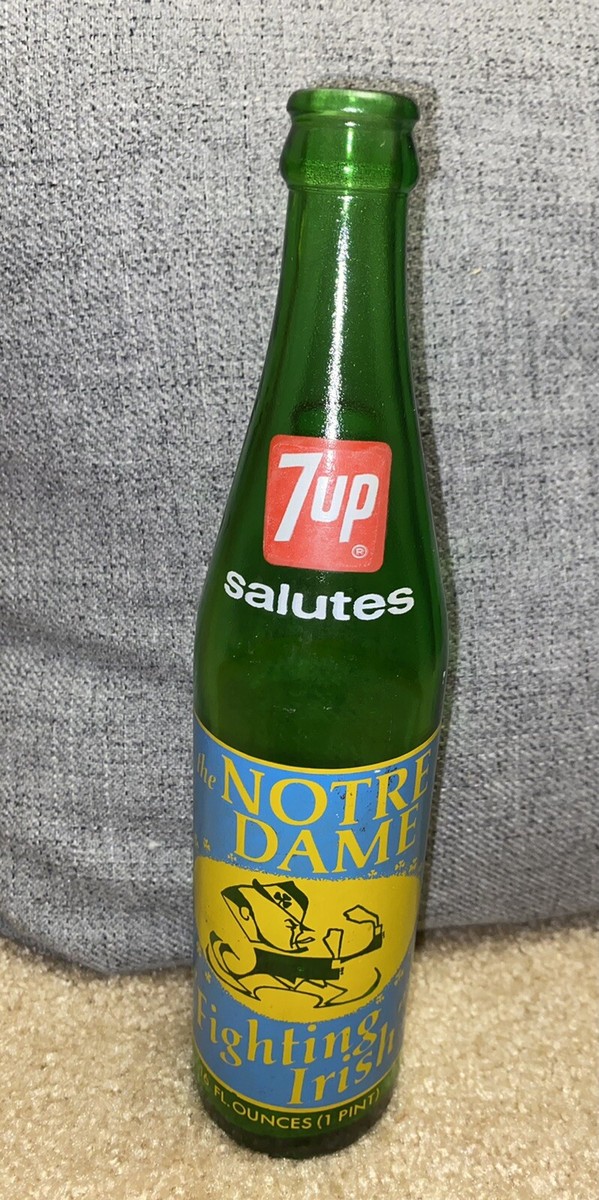 7up
®
salutes
the NOTRE
DAME
Fighting
Irish
16 FL. OUNCES (1 PINT)